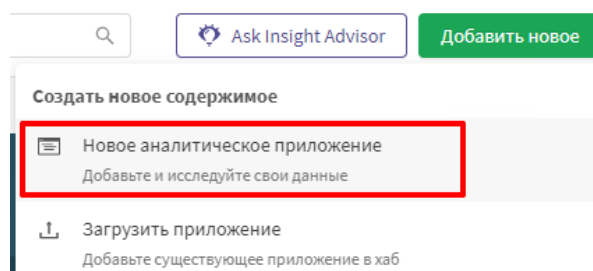 Ask Insight Advisor
Добавить новое
Создать новое содержимое
Новое аналитическое приложение
Добавьте и исследуйте свои данные
Загрузить приложение
Добавьте существующее приложение в хаб